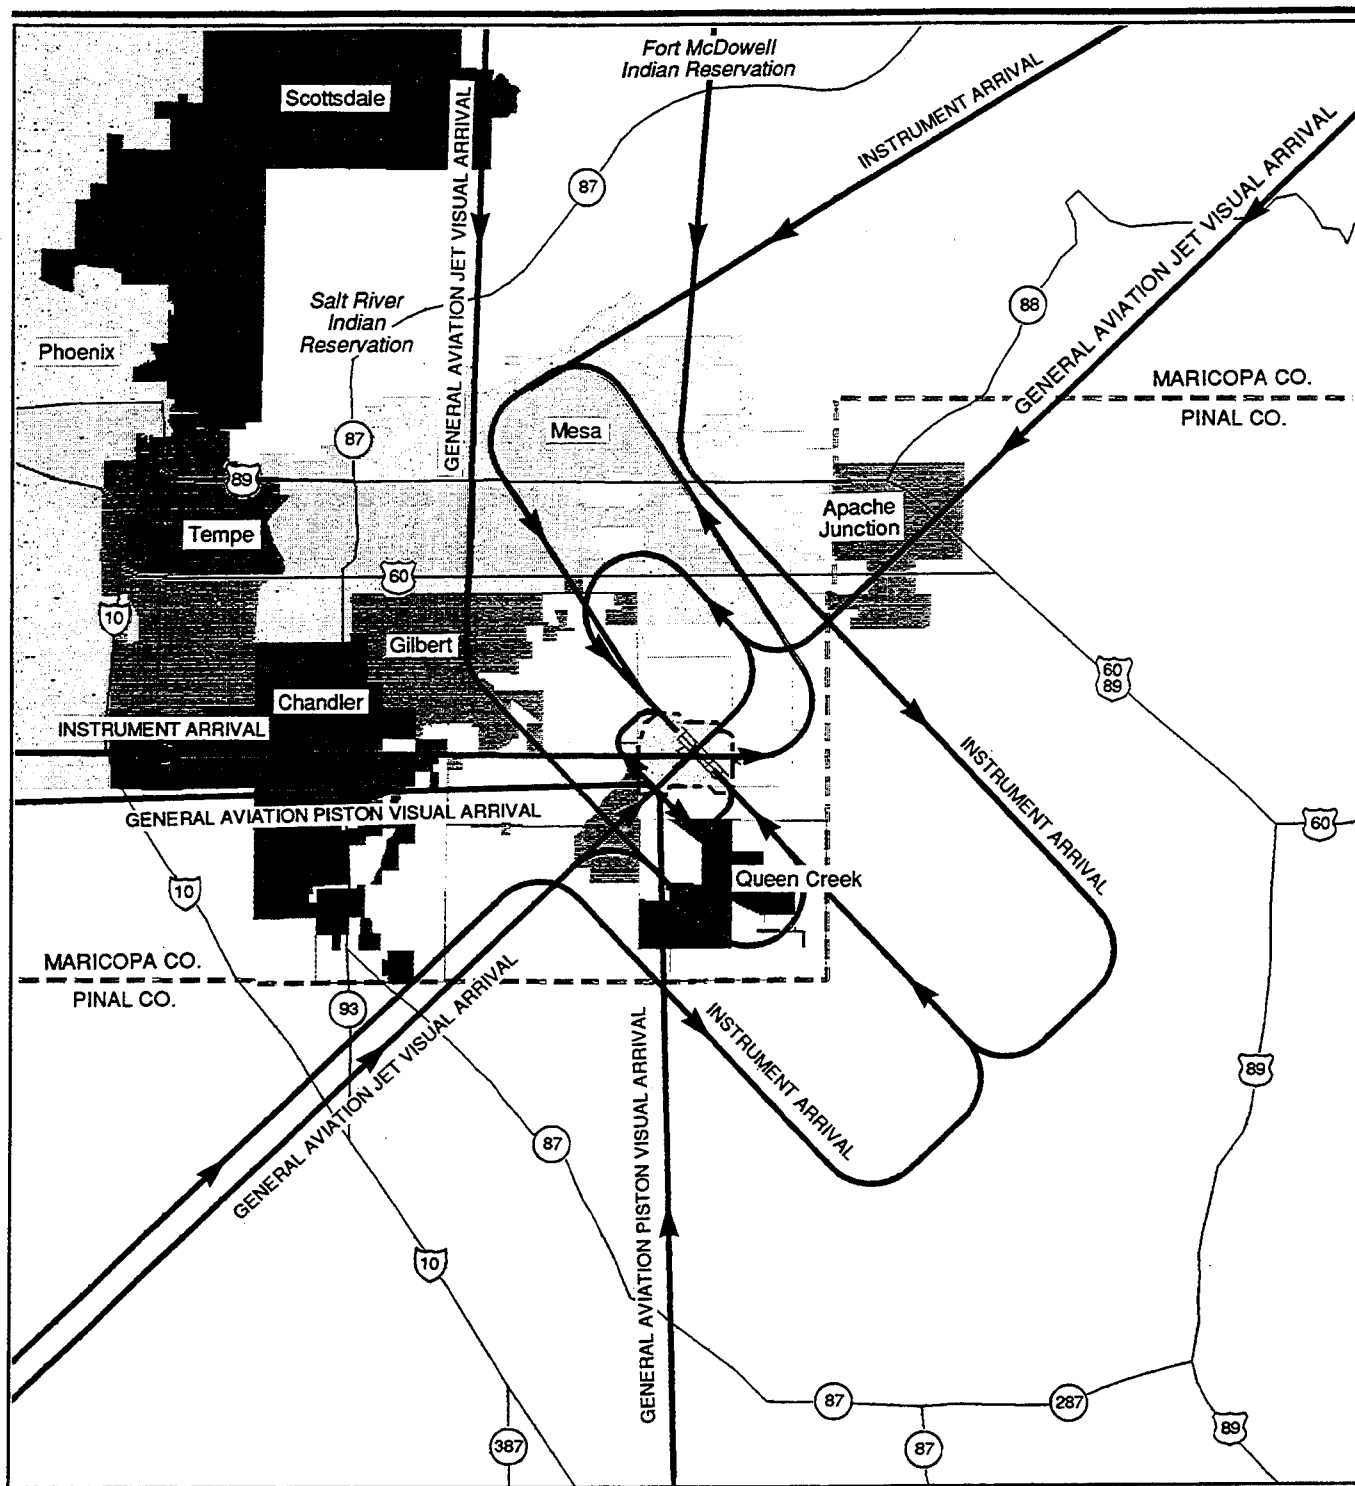 Fort McDowell
Indian Reservation
INSTRUMENT ARRIVAL
Scottsdale
GENERAL AVIATION JET VISUAL ARRIVAL
GENERAL AVIATION JET VISUAL ARRIVAL
87
Salt River
Indian
Reservation
88
Phoenix
MARICOPA CO.
PINAL CO.
Mesa
87
89
Apache
Junction
Tempe
60
10
Gilbert
60
89
Chandler
INSTRUMENT ARRIVAL
INSTRUMENT ARRIVAL
GENERAL AVIATION PISTON VISUAL ARRIVAL
60
Queen Creek
10
MARICOPA CO.
PINAL CO.
93
GENERAL AVIATION JET VISUAL ARRIVAL
INSTRUMENT ARRIVAL
GENERAL AVIATION PISTON VISUAL ARRIVAL
89
87
10
87
287
89
387
87